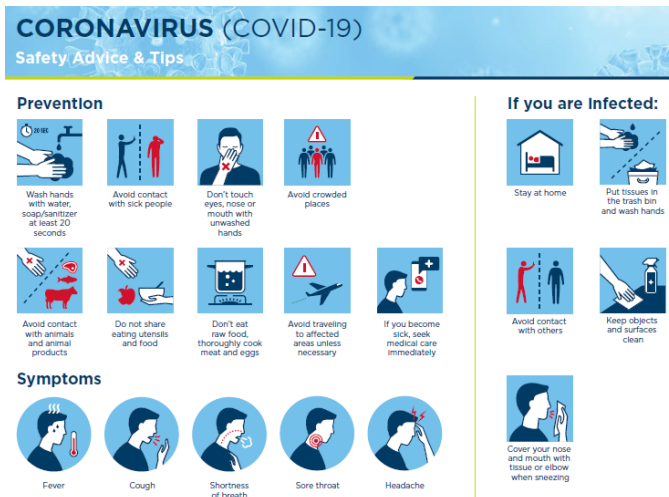 CORONAVIRUS (COVID-19)
Safety Advice & Tips
Prevention
20 SEC
Wash hands
with water,
soap/sanitizer
at least 20
seconds
Avoid contact
with sick people
Don't touch
eyes, nose or
mouth with
unwashed
hands
Avoid crowded
places
Avoid contact
with animals
and animal
products
Do not share
eating utensils
and food
Don't eat
raw food,
thoroughly cook
meat and eggs
Avoid traveling
to affected
areas unless
necessary
If you become
sick, seek
medical care
immediately
Symptoms
Fever
Cough
Shortness
of breath
Sore throat
Headache
If you are Infected:
Stay at home
Put tissues in
the trash bin
and wash hands
Avoid contact
with others
Keep objects
and surfaces
clean
Cover your nose
and mouth with
tissue or elbow
when sneezing